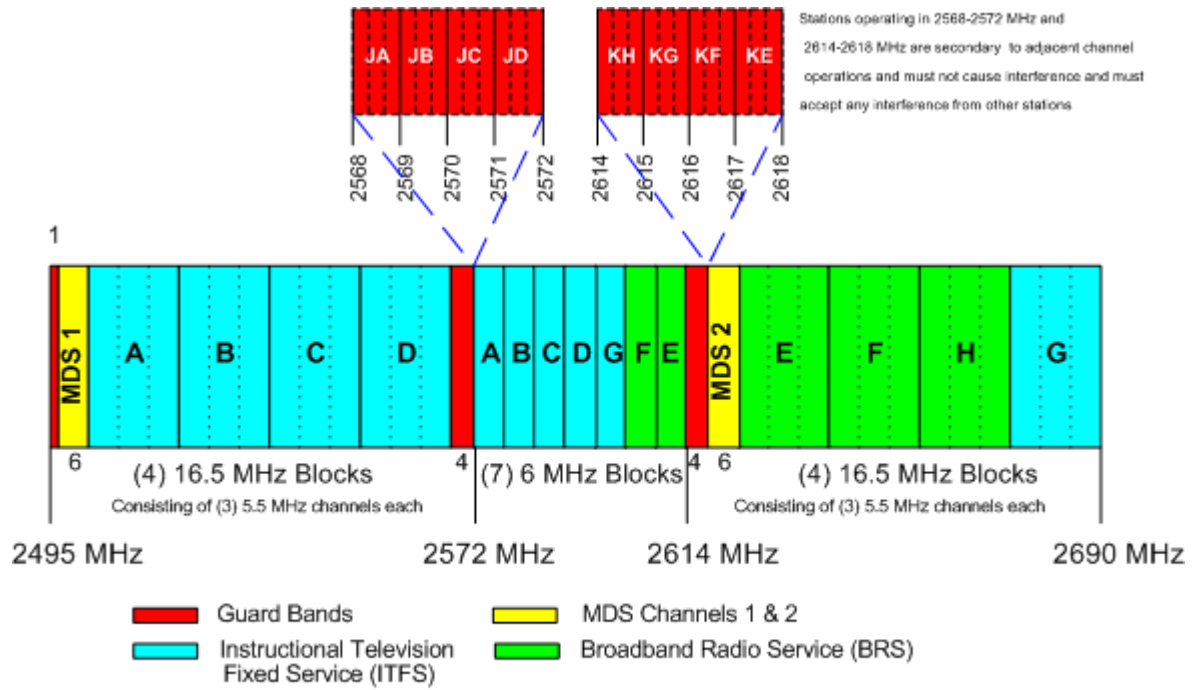 JA JB JC JD
KH KG KF KE
Stations operating in 2568-2572 MHz and
2614-2618 MHz are secondary to adjacent channel
operations and must not cause interference and must
accept any interference from other stations
2568 2569 2570 2571 2572
2614 2615 2616 2617 2618
1
MDS 1 A B C D A B C D G F E MDS 2 E F H G
6 4 4 6
(4) 16.5 MHz Blocks (7) 6 MHz Blocks (4) 16.5 MHz Blocks
Consisting of (3) 5.5 MHz channels each Consisting of (3) 5.5 MHz channels each
2495 MHz 2572 MHz 2614 MHz 2690 MHz
Guard Bands MDS Channels 1 & 2
Instructional Television Broadband Radio Service (BRS)
Fixed Service (ITFS)